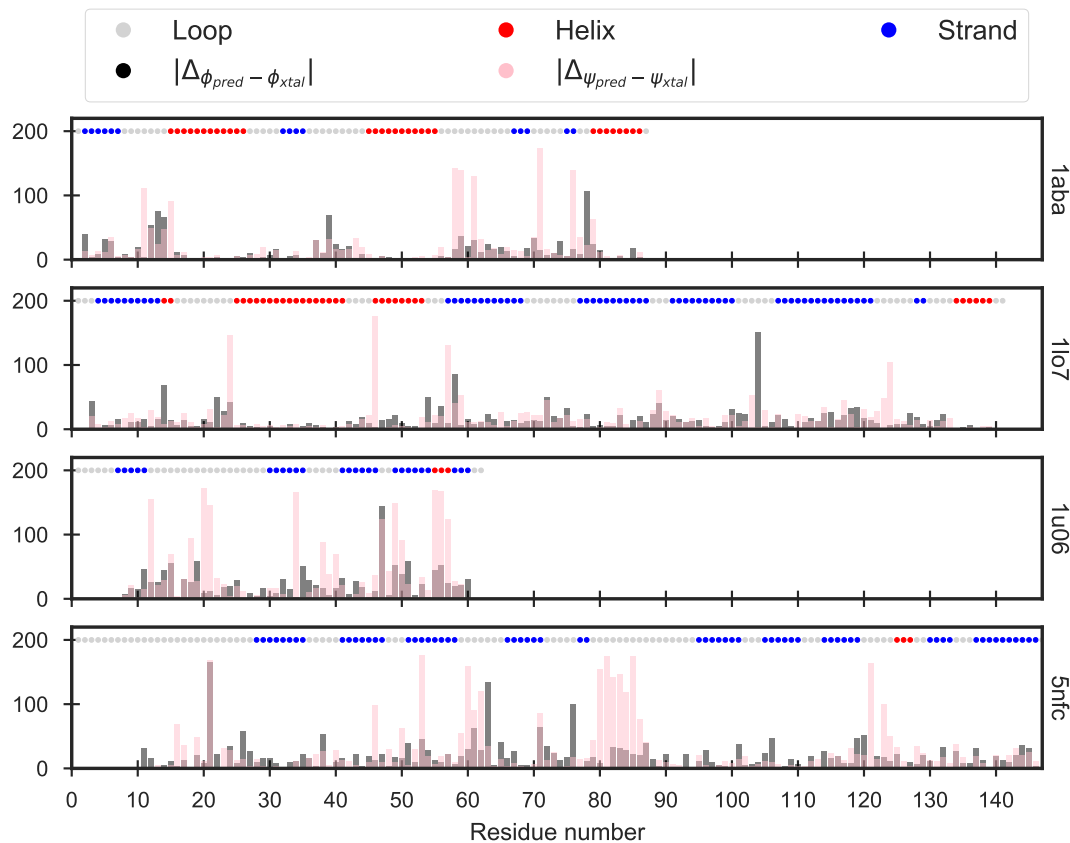 Loop Helix Strand
|Δ_{ϕ_{pred} − ϕ_{xtal}}| |Δ_{ψ_{pred} − ψ_{xtal}}|
200
100
0
1aba
200
100
0
1lo7
200
100
0
1u06
200
100
0
5nfc
0 10 20 30 40 50 60 70 80 90 100 110 120 130 140
Residue number